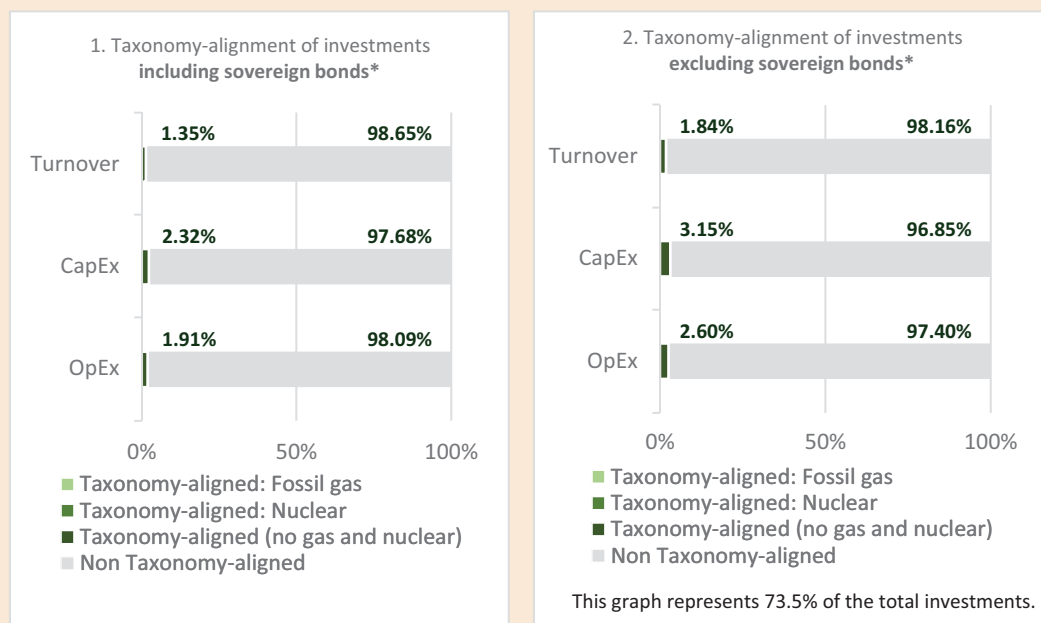 1. Taxonomy-alignment of investments
including sovereign bonds*
1.35% 98.65%
Turnover
2.32% 97.68%
CapEx
1.91% 98.09%
OpEx
0% 50% 100%
Taxonomy-aligned: Fossil gas
Taxonomy-aligned: Nuclear
Taxonomy-aligned (no gas and nuclear)
Non Taxonomy-aligned
2. Taxonomy-alignment of investments
excluding sovereign bonds*
1.84% 98.16%
Turnover
3.15% 96.85%
CapEx
2.60% 97.40%
OpEx
0% 50% 100%
Taxonomy-aligned: Fossil gas
Taxonomy-aligned: Nuclear
Taxonomy-aligned (no gas and nuclear)
Non Taxonomy-aligned
This graph represents 73.5% of the total investments.